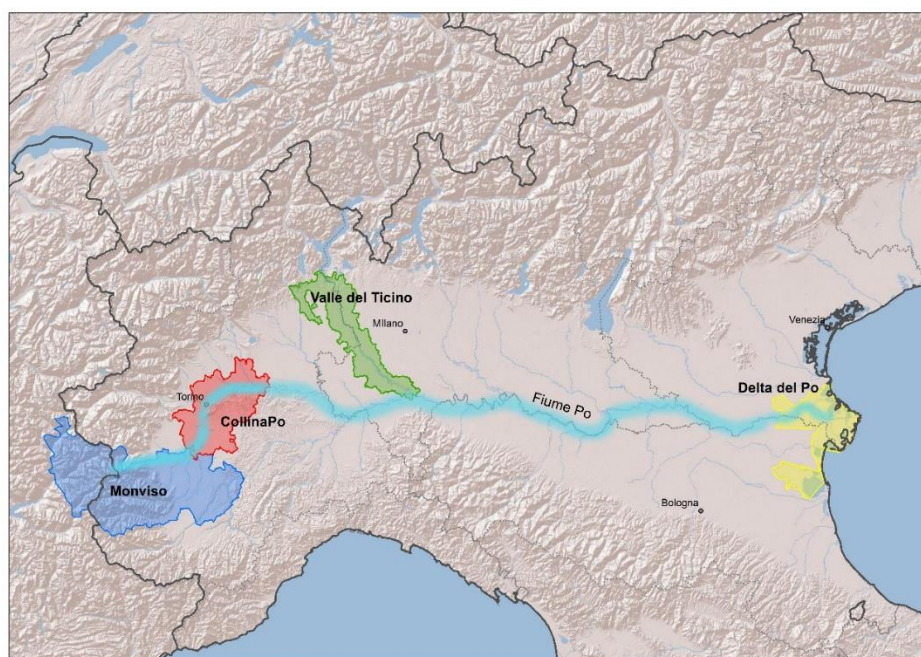 Valle del Ticino
Milano
Venezia
Delta del Po
Torino
Fiume Po
CollinaPo
Monviso
Bologna